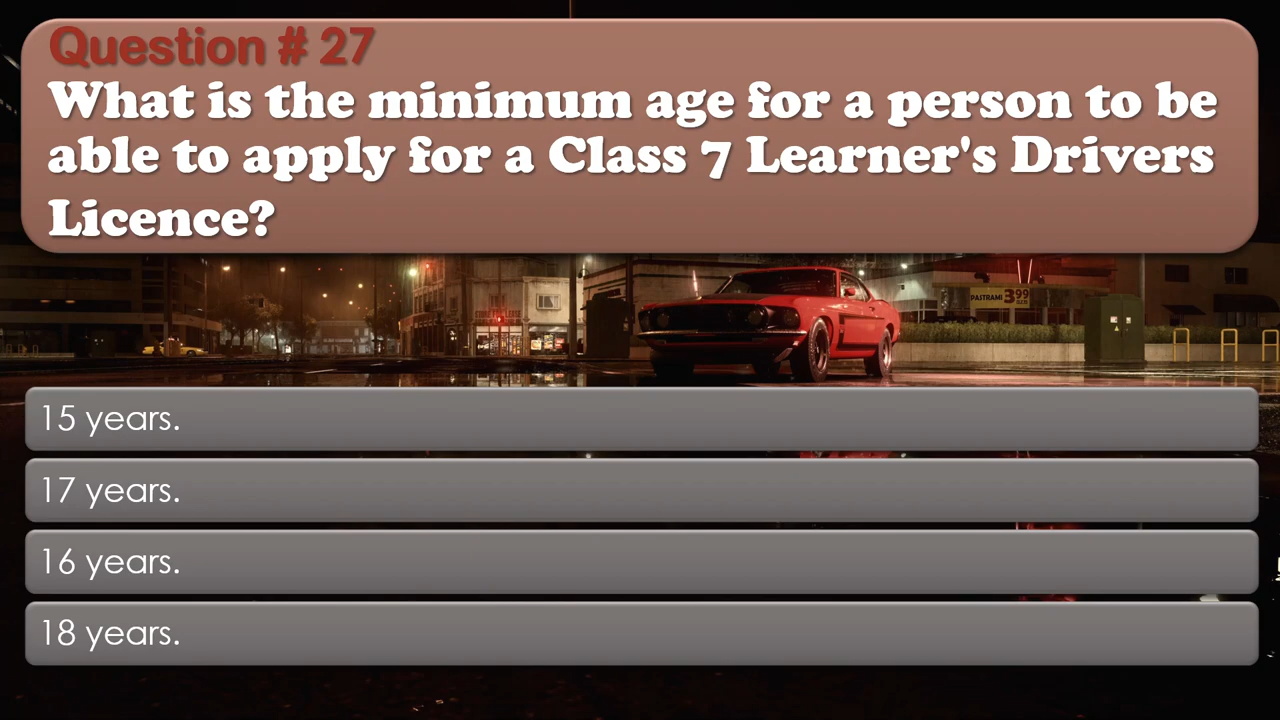 Question # 27
What is the minimum age for a person to be
able to apply for a Class 7 Learner's Drivers
Licence?
PASTRAMI 3 99
15 years.
17 years.
16 years.
18 years.